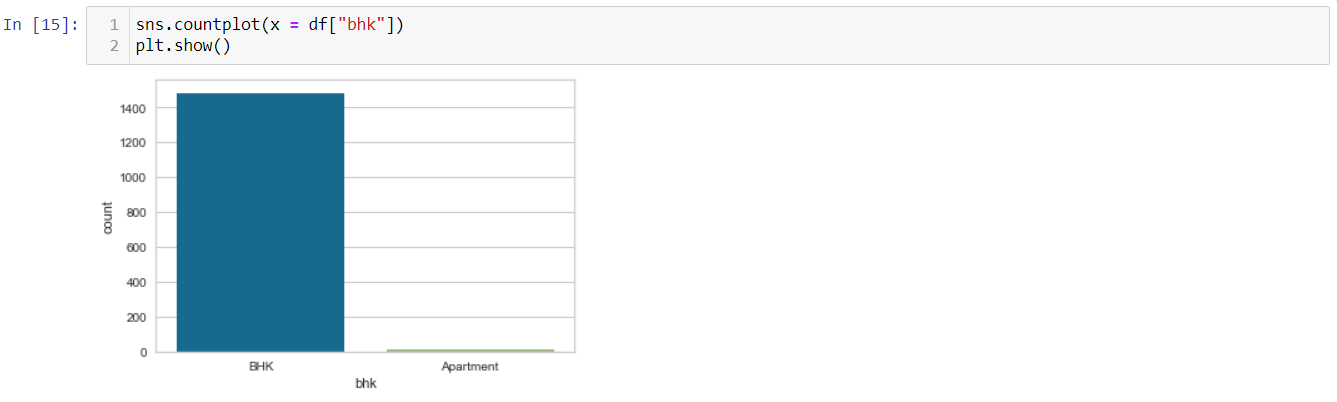 In [15]:
1 sns.countplot(x = df["bhk"])
2 plt.show()
1400
1200
1000
800
600
400
200
0
count
BHK Apartment
bhk